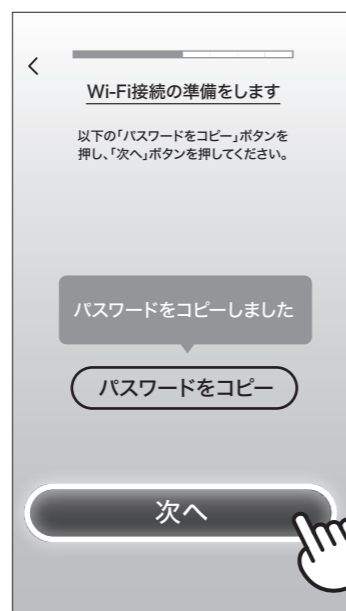 Wi-Fi接続の準備をします
以下の「パスワードをコピー」ボタンを
押し、「次へ」ボタンを押してください。
パスワードをコピーしました
パスワードをコピー
次へ